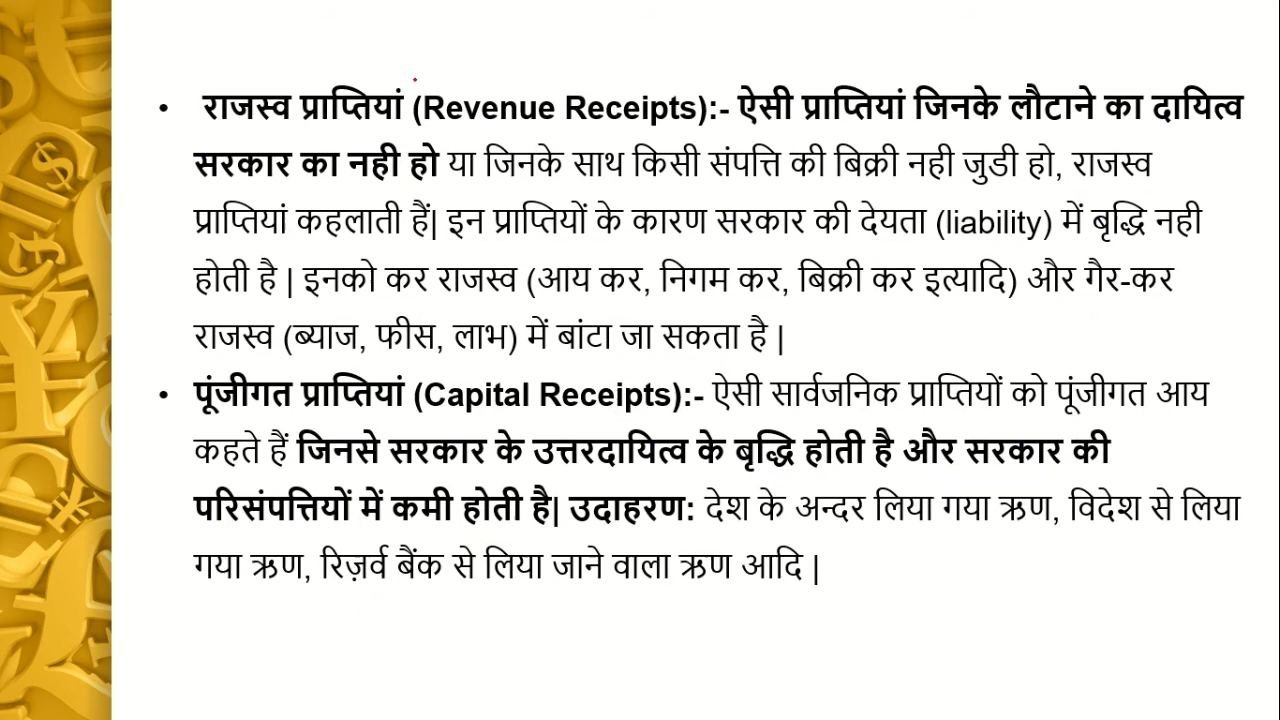 • राजस्व प्राप्तियां (Revenue Receipts):- ऐसी प्राप्तियां जिनके लौटाने का दायित्व
सरकार का नही हो या जिनके साथ किसी संपत्ति की बिक्री नही जुडी हो, राजस्व
प्राप्तियां कहलाती हैं| इन प्राप्तियों के कारण सरकार की देयता (liability) में बृद्धि नही
होती है | इनको कर राजस्व (आय कर, निगम कर, बिक्री कर इत्यादि) और गैर-कर
राजस्व (ब्याज, फीस, लाभ) में बांटा जा सकता है |
• पूंजीगत प्राप्तियां (Capital Receipts):- ऐसी सार्वजनिक प्राप्तियों को पूंजीगत आय
कहते हैं जिनसे सरकार के उत्तरदायित्व के बृद्धि होती है और सरकार की
परिसंपत्तियों में कमी होती है| उदाहरण: देश के अन्दर लिया गया ऋण, विदेश से लिया
गया ऋण, रिज़र्व बैंक से लिया जाने वाला ऋण आदि |